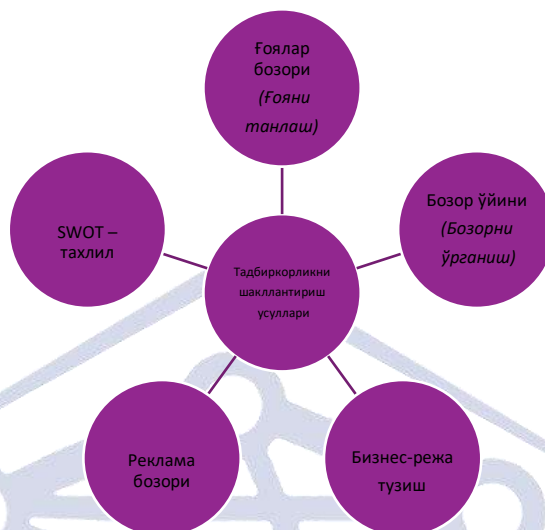 Ғоялар
бозори
(Ғояни
танлаш)
Бозор ўйини
(Бозорни
ўрганиш)
SWOT –
тахлил
Тадбиркорликни
шакллантириш
усуллари
Реклама
бозори
Бизнес-режа
тузиш